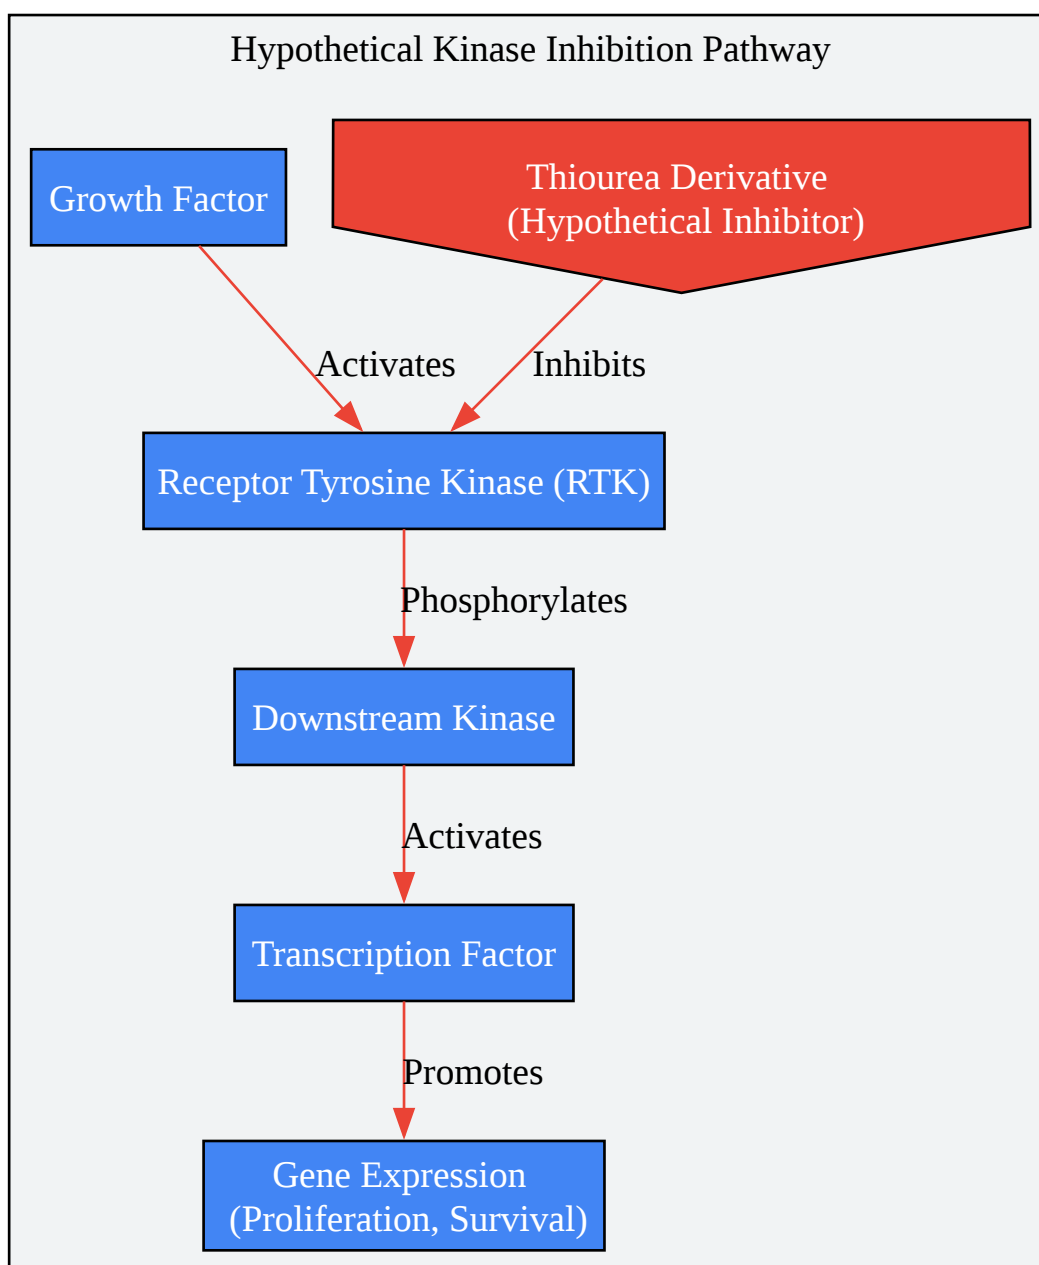 Hypothetical Kinase Inhibition Pathway
Growth Factor
Thiourea Derivative
(Hypothetical Inhibitor)
Activates
Inhibits
Receptor Tyrosine Kinase (RTK)
Phosphorylates
Downstream Kinase
Activates
Transcription Factor
Promotes
Gene Expression
(Proliferation, Survival)